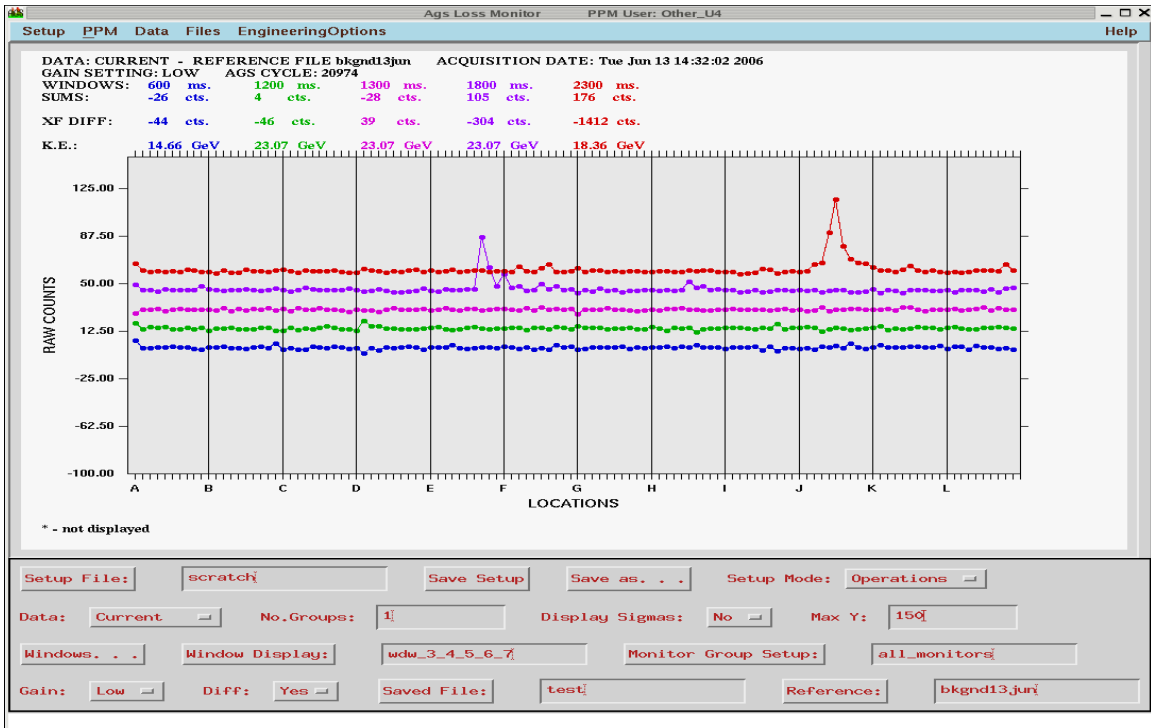 Ags Loss Monitor PPM User: Other_U4
Setup PPM Data Files EngineeringOptions Help
DATA: CURRENT - REFERENCE FILE bkgnd13jun ACQUISITION DATE: Tue Jun 13 14:32:02 2006
GAIN SETTING: LOW AGS CYCLE: 20974
WINDOWS: 600 ms. 1200 ms. 1300 ms. 1800 ms. 2300 ms.
SUMS: -26 cts. 4 cts. -28 cts. 105 cts. 176 cts.
XF DIFF: -44 cts. -46 cts. 39 cts. -304 cts. -1412 cts.
K.E.: 14.66 GeV 23.07 GeV 23.07 GeV 23.07 GeV 18.36 GeV
125.00
87.50
50.00
12.50
-25.00
-62.50
-100.00
RAW COUNTS
A B C D E F G H I J K L
LOCATIONS
* - not displayed
Setup File: scratch Save Setup Save as. . . Setup Mode: Operations
Data: Current No.Groups: 1 Display Sigmas: No Max Y: 150
Windows. . . Window Display: wdw_3_4_5_6_7 Monitor Group Setup: all_monitors
Gain: Low Diff: Yes Saved File: test Reference: bkgnd13jun